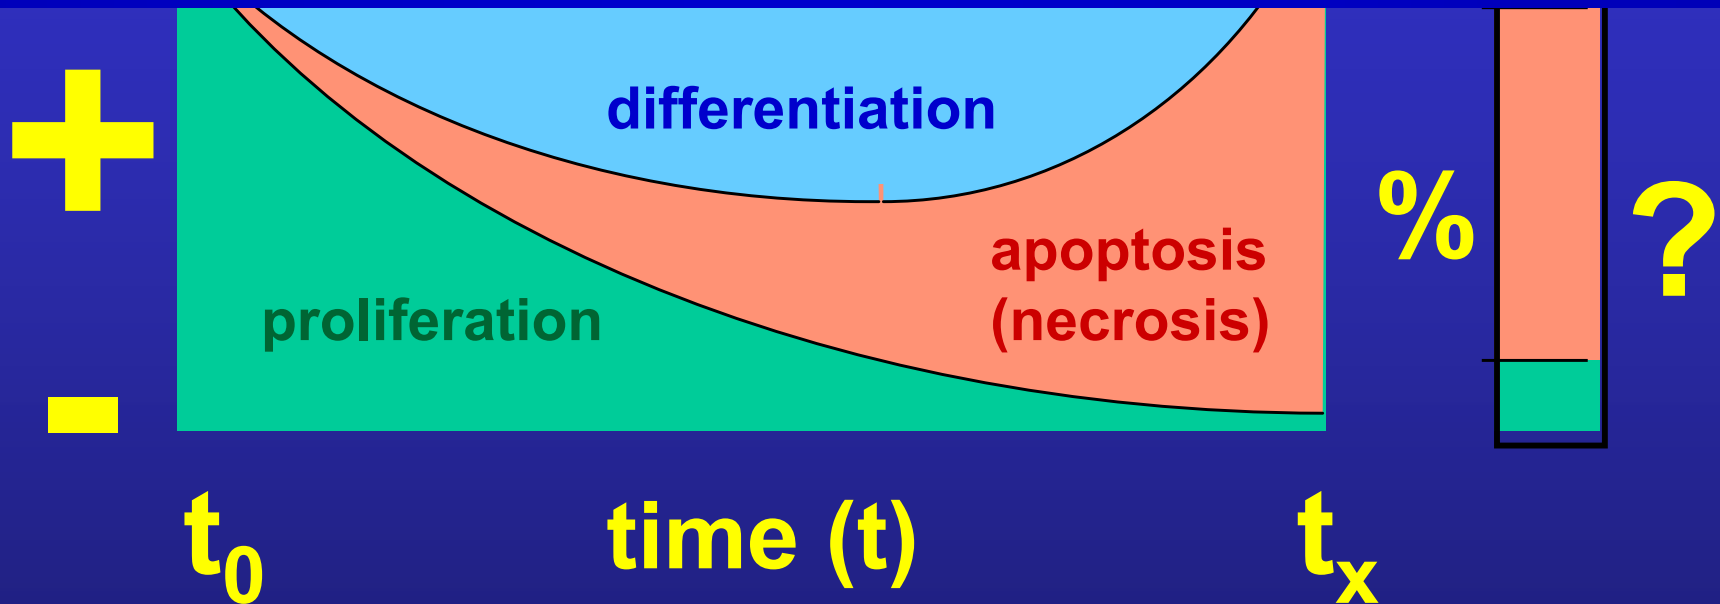 +
differentiation
%
?
apoptosis
(necrosis)
proliferation
-
t0
time (t)
tx